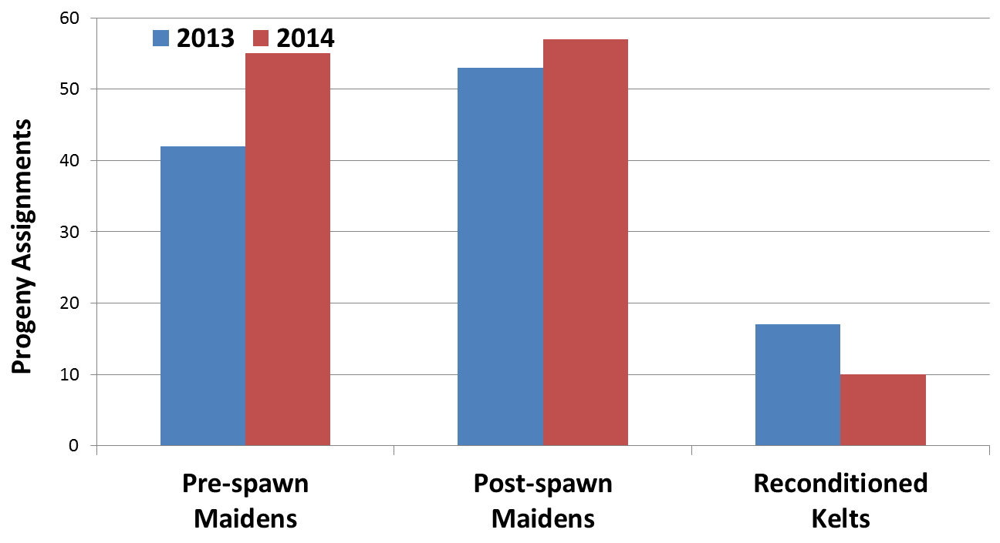 60
50
40
30
20
10
0
Progeny Assignments
2013 2014
Pre-spawn
Maidens
Post-spawn
Maidens
Reconditioned
Kelts